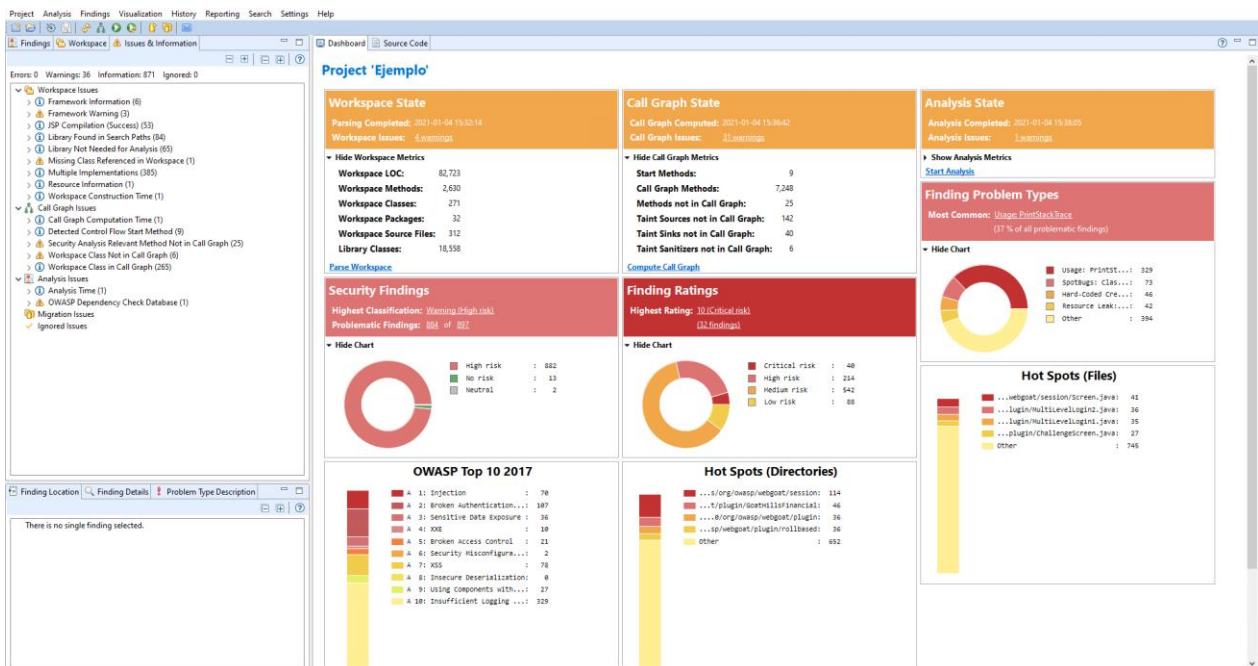 Project Analysis Findings Visualization History Reporting Search Settings Help
Findings Workspace Issues & Information
Errors: 0 Warnings: 36 Information: 871 Ignored: 0
Workspace Issues
Framework Information (6)
Framework Warning (3)
JSP Compilation (Success) (53)
Library Found in Search Paths (84)
Library Not Needed for Analysis (65)
Missing Class Referenced in Workspace (1)
Multiple Implementations (385)
Resource Information (1)
Workspace Construction Time (1)
Call Graph Issues
Call Graph Computation Time (1)
Detected Control Flow Start Method (9)
Security Analysis Relevant Method Not in Call Graph (25)
Workspace Class Not in Call Graph (6)
Workspace Class in Call Graph (265)
Analysis Issues
Analysis Time (1)
OWASP Dependency Check Database (1)
Migration Issues
Ignored Issues
Finding Location Finding Details Problem Type Description
There is no single finding selected.
Dashboard Source Code
Project 'Ejemplo'
Workspace State
Parsing Completed: 2021-01-04 15:32:14
Workspace Issues: 4 warnings
Hide Workspace Metrics
Workspace LOC: 82,723
Workspace Methods: 2,630
Workspace Classes: 271
Workspace Packages: 32
Workspace Source Files: 312
Library Classes: 18,558
Parse Workspace
Call Graph State
Call Graph Computed: 2021-01-04 15:36:42
Call Graph Issues: 31 warnings
Hide Call Graph Metrics
Start Methods: 9
Call Graph Methods: 7,248
Methods not in Call Graph: 25
Taint Sources not in Call Graph: 142
Taint Sinks not in Call Graph: 40
Taint Sanitizers not in Call Graph: 6
Compute Call Graph
Analysis State
Analysis Completed: 2021-01-04 15:38:05
Analysis Issues: 1 warnings
Show Analysis Metrics
Start Analysis
Finding Problem Types
Most Common: Usage: PrintStackTrace
(37 % of all problematic findings)
Hide Chart
Usage: PrintSt...: 329
SpotBugs: Clas...: 73
Hard-Coded Cre...: 46
Resource Leak:...: 42
Other : 394
Security Findings
Highest Classification: Warning (High risk)
Problematic Findings: 884 of 897
Hide Chart
High risk : 882
No risk : 13
Neutral : 2
Finding Ratings
Highest Rating: 10 (Critical risk)
(32 findings)
Hide Chart
Critical risk : 40
High risk : 214
Medium risk : 542
Low risk : 88
Hot Spots (Files)
...webgoat/session/Screen.java: 41
...lugin/MultiLevelLogin2.java: 36
...lugin/MultiLevelLogin1.java: 35
...plugin/ChallengeScreen.java: 27
Other : 745
OWASP Top 10 2017
A 1: Injection : 70
A 2: Broken Authentication...: 107
A 3: Sensitive Data Exposure : 36
A 4: XXE : 10
A 5: Broken Access Control : 21
A 6: Security Misconfigura...: 2
A 7: XSS : 78
A 8: Insecure Deserialization: 0
A 9: Using Components with...: 27
A 10: Insufficient Logging ...: 329
Hot Spots (Directories)
...s/org/owasp/webgoat/session: 114
...t/plugin/GoatHillsFinancial: 46
....0/org/owasp/webgoat/plugin: 36
...sp/webgoat/plugin/rollbased: 36
Other : 652